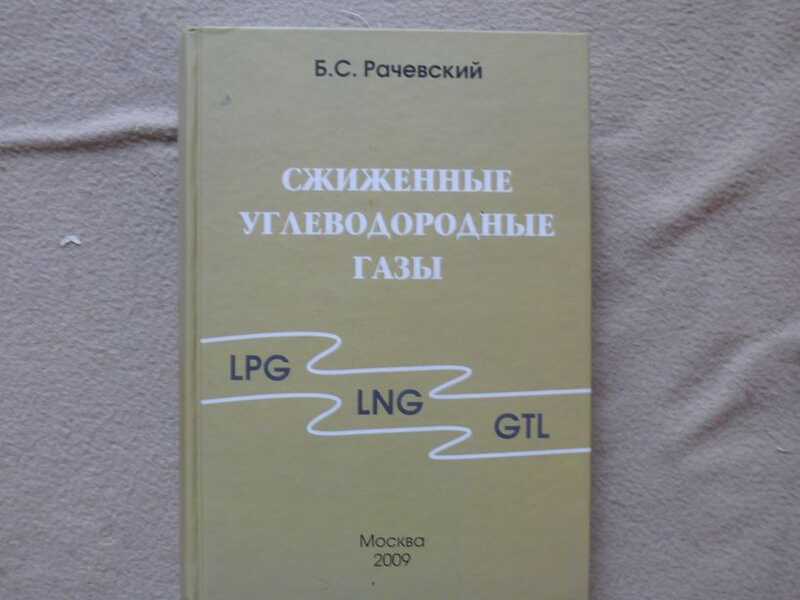 Б.С. Рачевский
СЖИЖЕННЫЕ
УГЛЕВОДОРОДНЫЕ
ГАЗЫ
LPG
LNG
GTL
Москва
2009